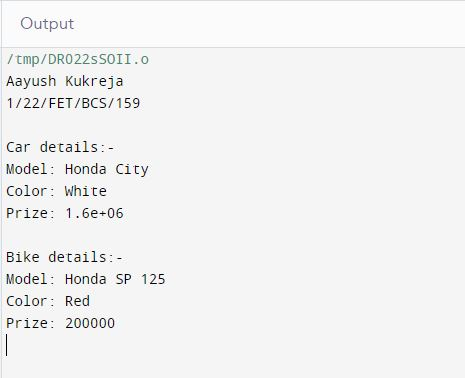 Output
/tmp/DRO22sSOII.o
Aayush Kukreja
1/22/FET/BCS/159
Car details:-
Model: Honda City
Color: White
Prize: 1.6e+06
Bike details:-
Model: Honda SP 125
Color: Red
Prize: 200000